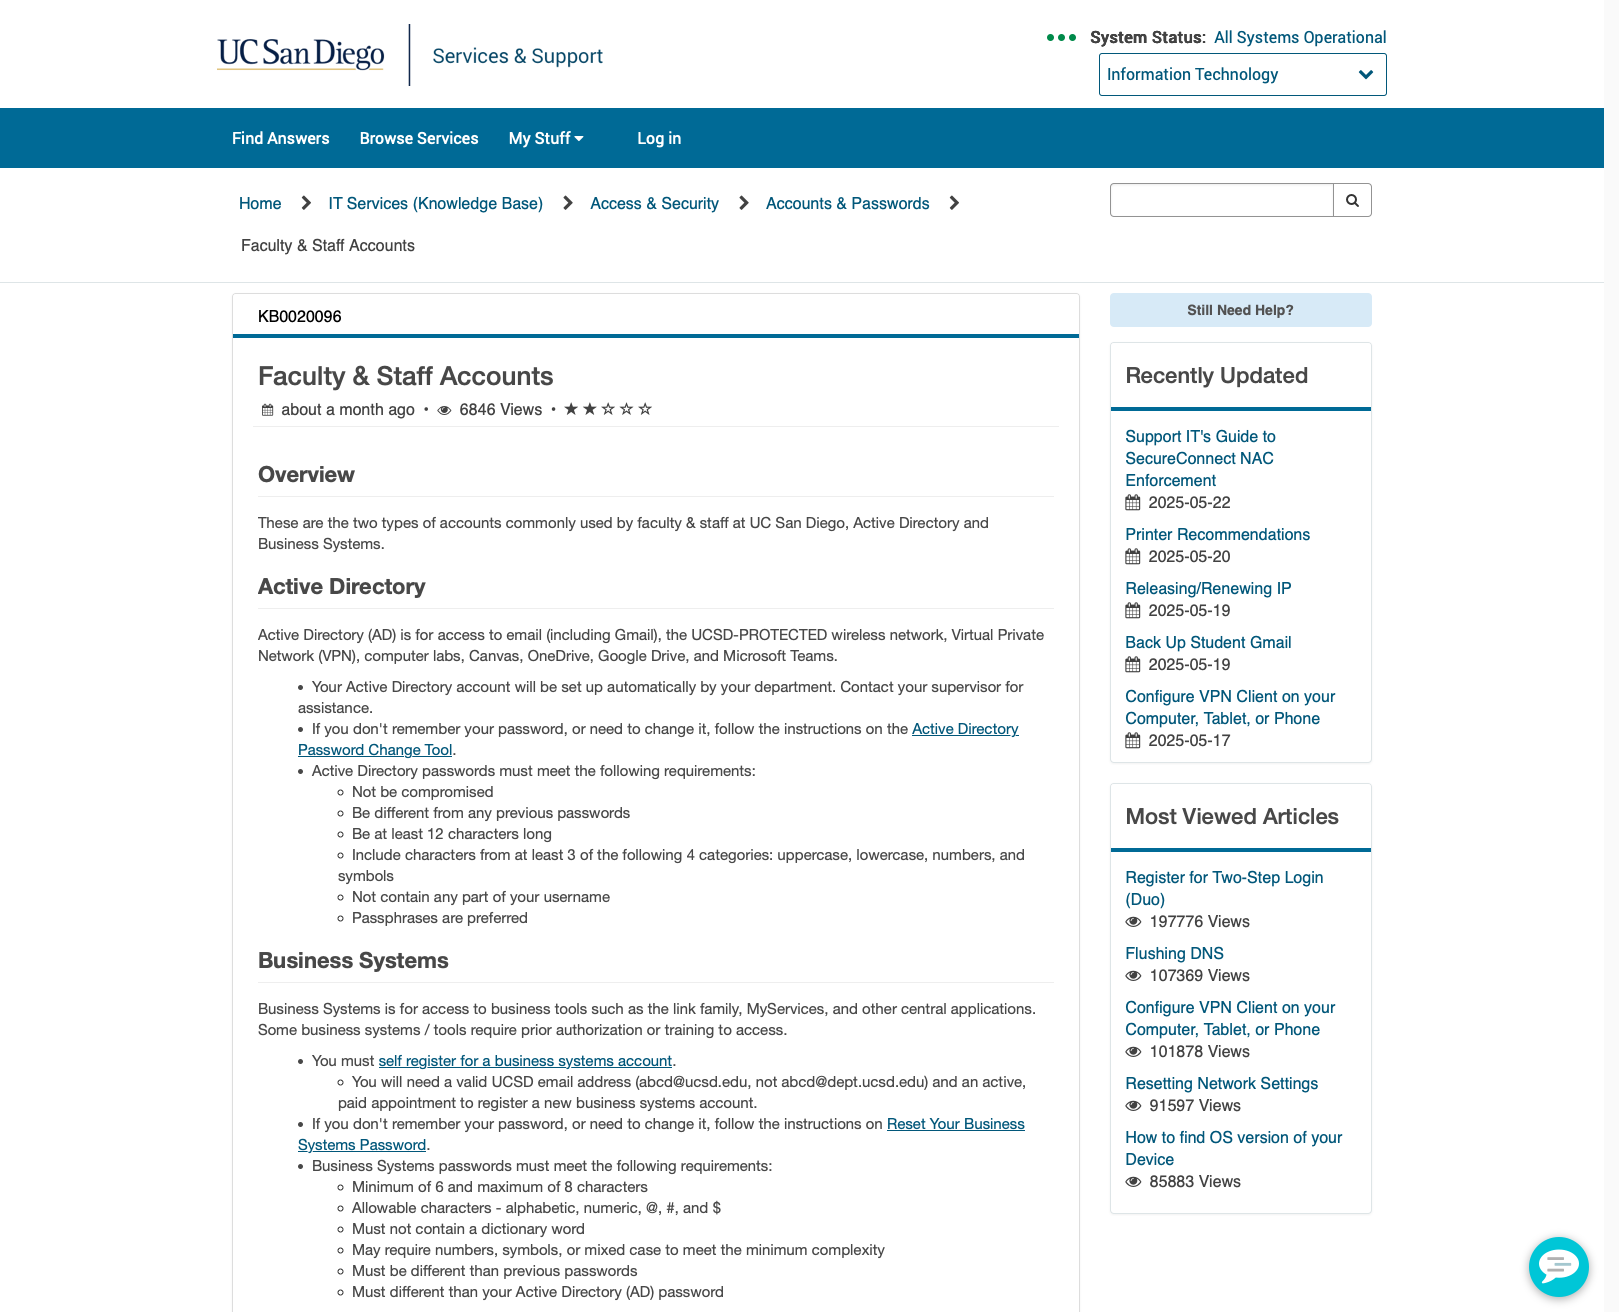 UC San Diego
Services & Support
System Status: All Systems Operational
Information Technology
Find Answers
Browse Services
My Stuff
Log in
Home
IT Services (Knowledge Base)
Access & Security
Accounts & Passwords
Faculty & Staff Accounts
KB0020096
Faculty & Staff Accounts
about a month ago • 6846 Views •
Overview
These are the two types of accounts commonly used by faculty & staff at UC San Diego, Active Directory and
Business Systems.
Active Directory
Active Directory (AD) is for access to email (including Gmail), the UCSD-PROTECTED wireless network, Virtual Private
Network (VPN), computer labs, Canvas, OneDrive, Google Drive, and Microsoft Teams.
• Your Active Directory account will be set up automatically by your department. Contact your supervisor for
assistance.
• If you don't remember your password, or need to change it, follow the instructions on the Active Directory
Password Change Tool.
• Active Directory passwords must meet the following requirements:
Not be compromised
Be different from any previous passwords
Be at least 12 characters long
Include characters from at least 3 of the following 4 categories: uppercase, lowercase, numbers, and
symbols
Not contain any part of your username
Passphrases are preferred
Business Systems
Business Systems is for access to business tools such as the link family, MyServices, and other central applications.
Some business systems / tools require prior authorization or training to access.
• You must self register for a business systems account.
You will need a valid UCSD email address (abcd@ucsd.edu, not abcd@dept.ucsd.edu) and an active,
paid appointment to register a new business systems account.
• If you don't remember your password, or need to change it, follow the instructions on Reset Your Business
Systems Password.
• Business Systems passwords must meet the following requirements:
Minimum of 6 and maximum of 8 characters
Allowable characters - alphabetic, numeric, @, #, and $
Must not contain a dictionary word
May require numbers, symbols, or mixed case to meet the minimum complexity
Must be different than previous passwords
Must different than your Active Directory (AD) password
Still Need Help?
Recently Updated
Support IT's Guide to
SecureConnect NAC
Enforcement
2025-05-22
Printer Recommendations
2025-05-20
Releasing/Renewing IP
2025-05-19
Back Up Student Gmail
2025-05-19
Configure VPN Client on your
Computer, Tablet, or Phone
2025-05-17
Most Viewed Articles
Register for Two-Step Login
(Duo)
197776 Views
Flushing DNS
107369 Views
Configure VPN Client on your
Computer, Tablet, or Phone
101878 Views
Resetting Network Settings
91597 Views
How to find OS version of your
Device
85883 Views